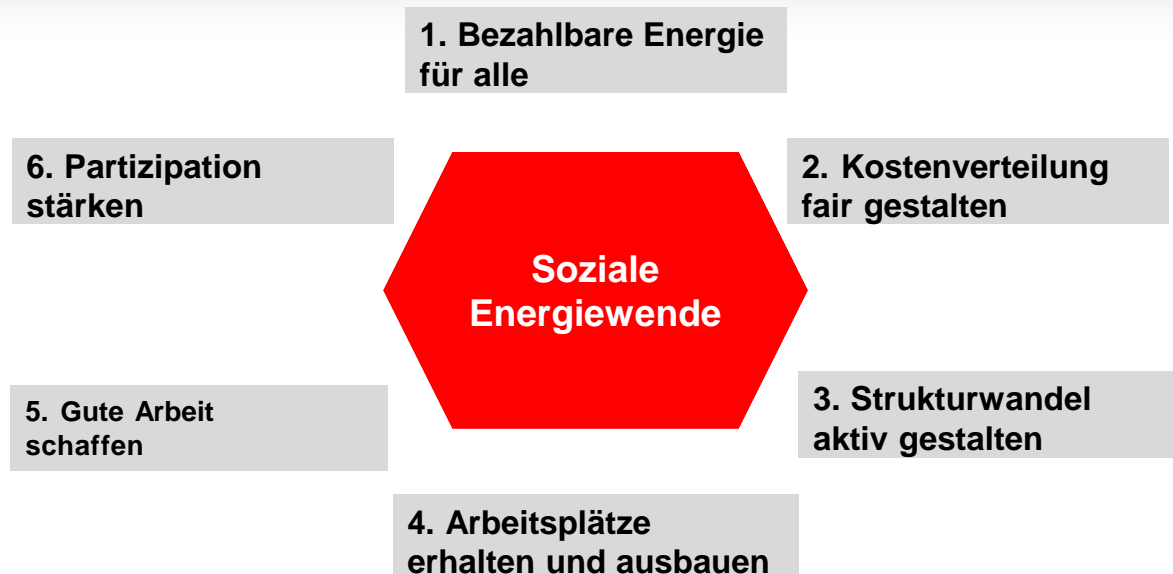 1. Bezahlbare Energie
für alle
6. Partizipation
stärken
2. Kostenverteilung
fair gestalten
Soziale
Energiewende
5. Gute Arbeit
schaffen
3. Strukturwandel
aktiv gestalten
4. Arbeitsplätze
erhalten und ausbauen